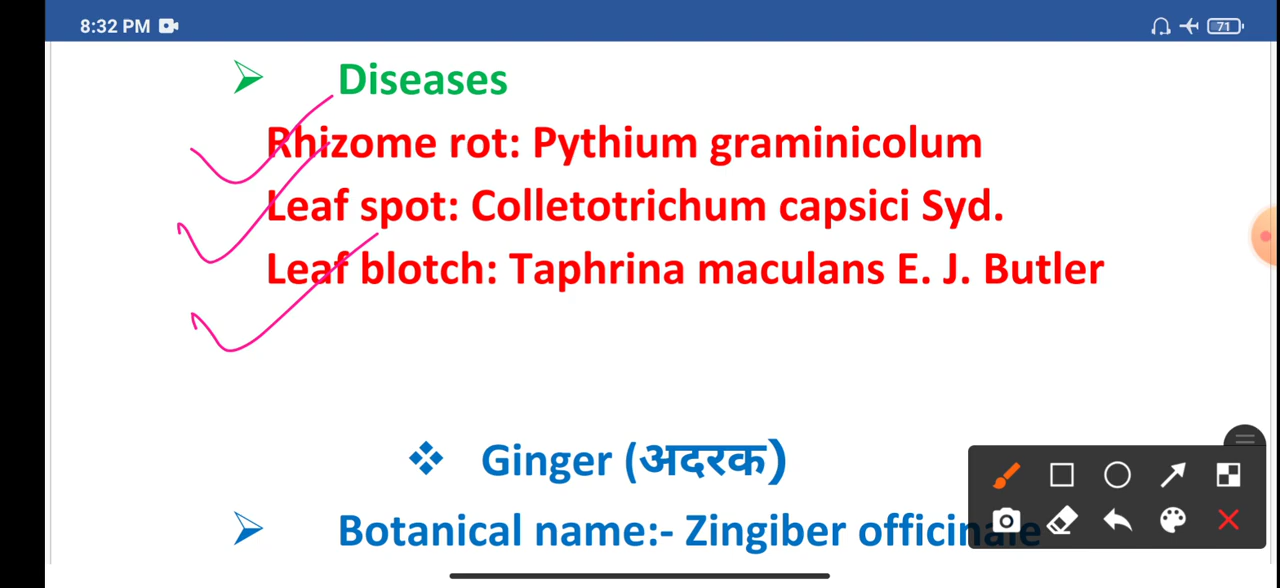 8:32 PM
71
Diseases
Rhizome rot: Pythium graminicolum
Leaf spot: Colletotrichum capsici Syd.
Leaf blotch: Taphrina maculans E. J. Butler
Ginger (अदरक)
Botanical name:- Zingiber officinale